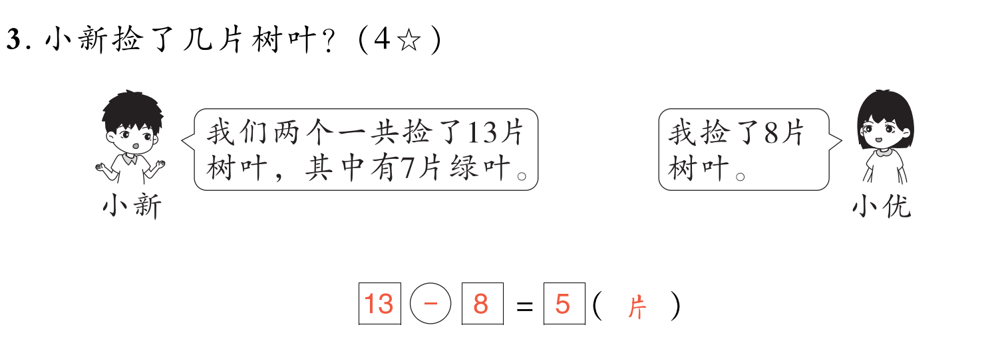 3. 小新捡了几片树叶？（4☆）
我们两个一共捡了13片
树叶，其中有7片绿叶。
小新
我捡了8片
树叶。
小优
13 - 8 = 5 ( 片 )